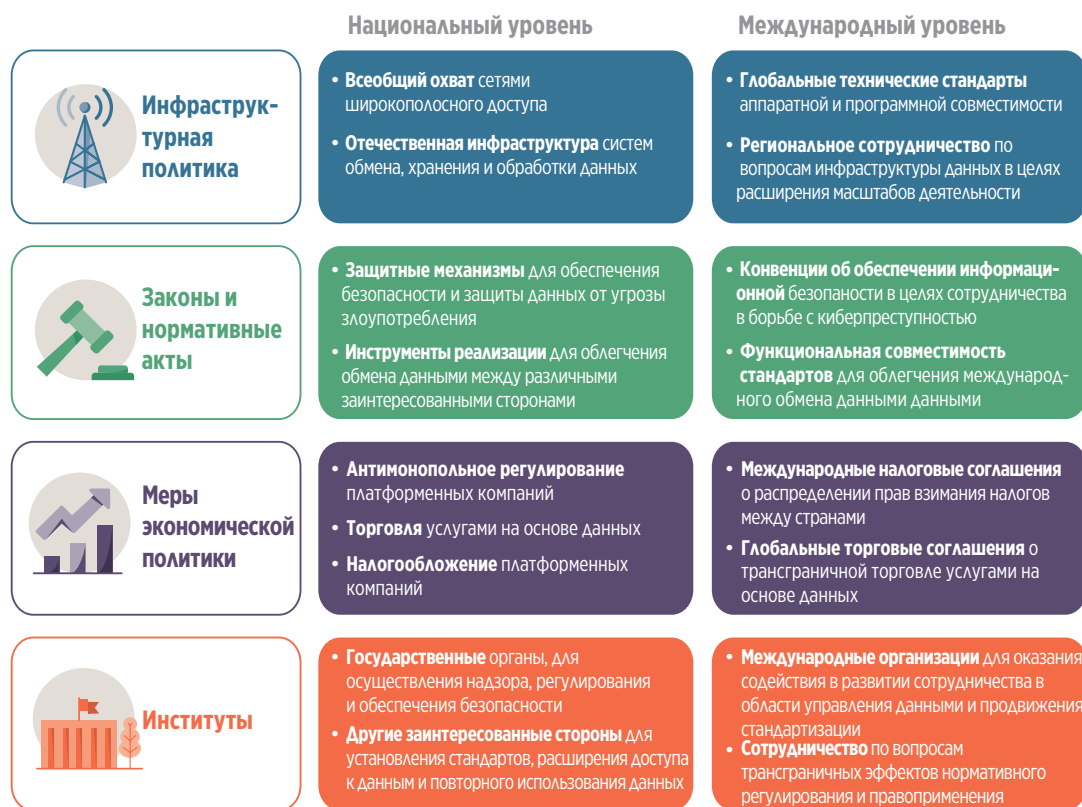 Национальный уровень
Международный уровень
Инфраструк-
турная
политика
• Всеобщий охват сетями
широкополосного доступа
• Отечественная инфраструктура систем
обмена, хранения и обработки данных
• Глобальные технические стандарты
аппаратной и программной совместимости
• Региональное сотрудничество по
вопросам инфраструктуры данных в целях
расширения масштабов деятельности
Законы и
нормативные
акты
• Защитные механизмы для обеспечения
безопасности и защиты данных от угрозы
злоупотребления
• Инструменты реализации для облегчения
обмена данными между различными
заинтересованными сторонами
• Конвенции об обеспечении информаци-
онной безопаности в целях сотрудничества
в борьбе с киберпреступностью
• Функциональная совместимость
стандартов для облегчения международ-
ного обмена данными данными
Меры
экономической
политики
• Антимонопольное регулирование
платформенных компаний
• Торговля услугами на основе данных
• Налогообложение платформенных
компаний
• Международные налоговые соглашения
о распределении прав взимания налогов
между странами
• Глобальные торговые соглашения о
трансграничной торговле услугами на
основе данных
Институты
• Государственные органы, для
осуществления надзора, регулирования
и обеспечения безопасности
• Другие заинтересованные стороны для
установления стандартов, расширения доступа
к данным и повторного использования данных
• Международные организации для оказания
содействия в развитии сотрудничества в
области управления данными и продвижения
стандартизации
• Сотрудничество по вопросам
трансграничных эффектов нормативного
регулирования и правоприменения